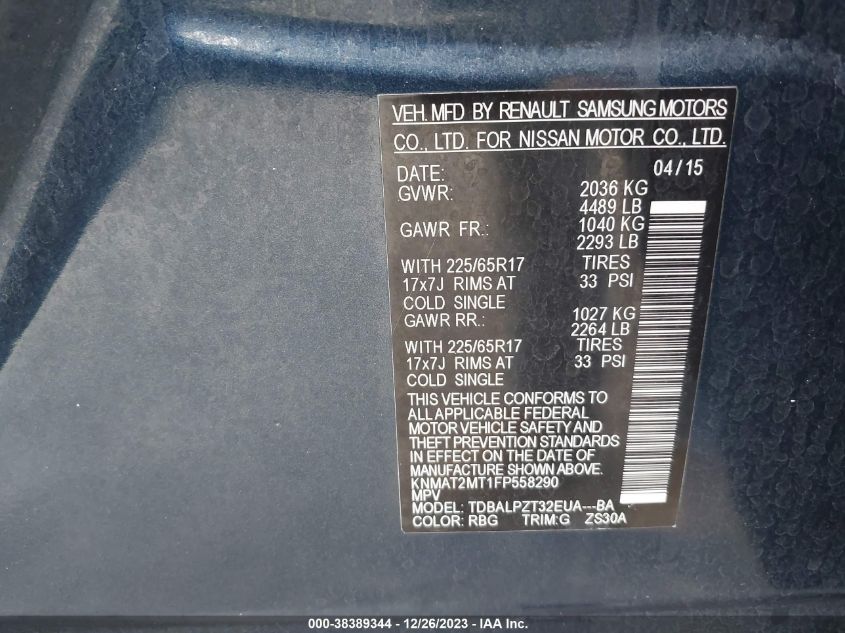 VEH. MFD BY RENAULT SAMSUNG MOTORS
CO., LTD. FOR NISSAN MOTOR CO., LTD.
DATE: 04/15
GVWR: 2036 KG
4489 LB
GAWR FR.: 1040 KG
2293 LB
WITH 225/65R17 TIRES
17x7J RIMS AT 33 PSI
COLD SINGLE
GAWR RR.: 1027 KG
2264 LB
WITH 225/65R17 TIRES
17x7J RIMS AT 33 PSI
COLD SINGLE
THIS VEHICLE CONFORMS TO
ALL APPLICABLE FEDERAL
MOTOR VEHICLE SAFETY AND
THEFT PREVENTION STANDARDS
IN EFFECT ON THE DATE OF
MANUFACTURE SHOWN ABOVE.
KNMAT2MT1FP558290
MPV
MODEL: TDBALPZT32EUA---BA
COLOR: RBG TRIM:G ZS30A
000-38389344 - 12/26/2023 - IAA Inc.